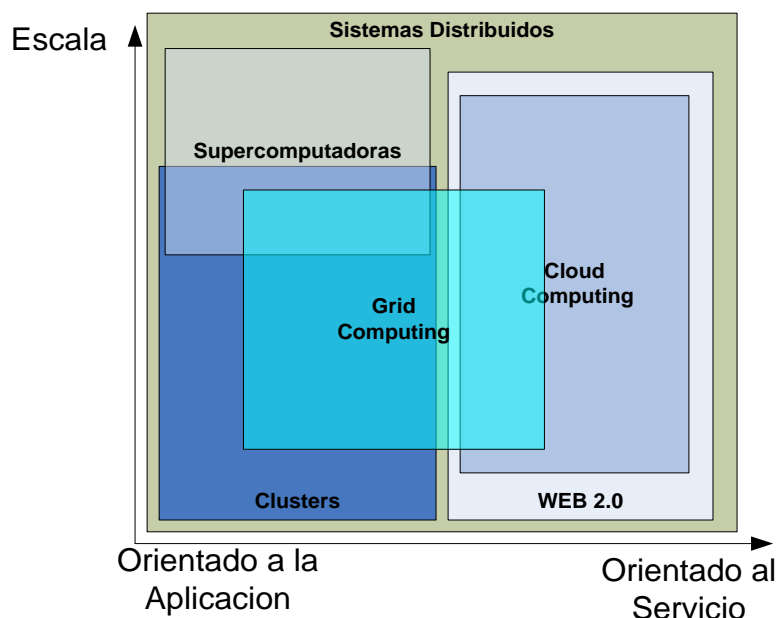 Escala
Sistemas Distribuidos
Supercomputadoras
Cloud
Computing
Grid
Computing
Clusters
WEB 2.0
Orientado a la
Aplicacion
Orientado al
Servicio